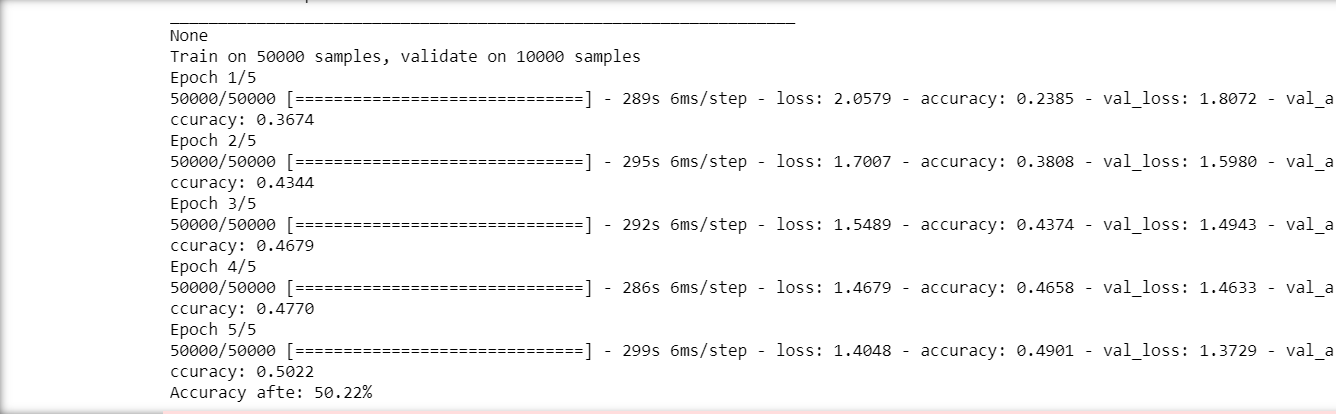 _________________________________________________________________
None
Train on 50000 samples, validate on 10000 samples
Epoch 1/5
50000/50000 [==============================] - 289s 6ms/step - loss: 2.0579 - accuracy: 0.2385 - val_loss: 1.8072 - val_a
ccuracy: 0.3674
Epoch 2/5
50000/50000 [==============================] - 295s 6ms/step - loss: 1.7007 - accuracy: 0.3808 - val_loss: 1.5980 - val_a
ccuracy: 0.4344
Epoch 3/5
50000/50000 [==============================] - 292s 6ms/step - loss: 1.5489 - accuracy: 0.4374 - val_loss: 1.4943 - val_a
ccuracy: 0.4679
Epoch 4/5
50000/50000 [==============================] - 286s 6ms/step - loss: 1.4679 - accuracy: 0.4658 - val_loss: 1.4633 - val_a
ccuracy: 0.4770
Epoch 5/5
50000/50000 [==============================] - 299s 6ms/step - loss: 1.4048 - accuracy: 0.4901 - val_loss: 1.3729 - val_a
ccuracy: 0.5022
Accuracy afte: 50.22%